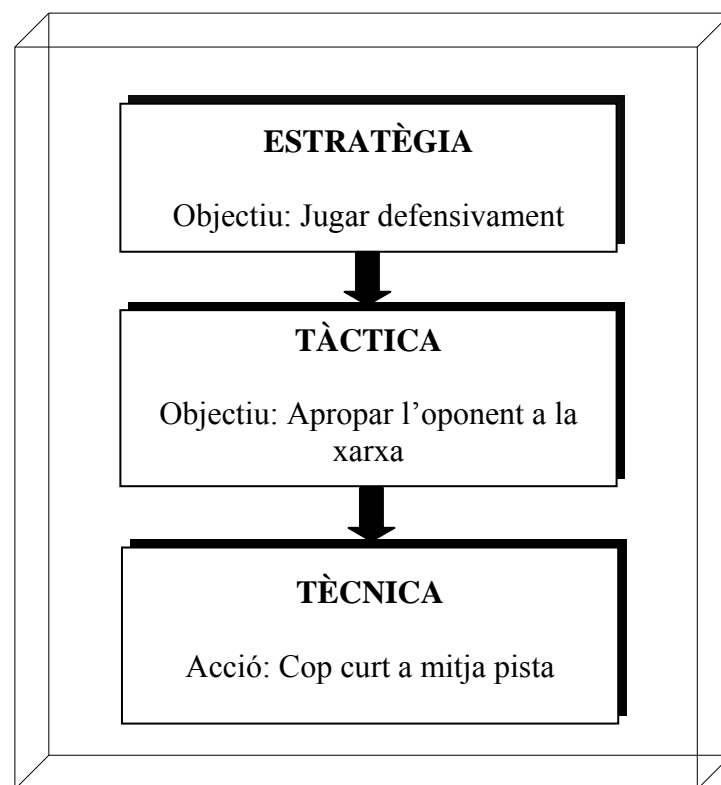 ESTRATÈGIA
Objectiu: Jugar defensivament
TÀCTICA
Objectiu: Apropar l’oponent a la
xarxa
TÈCNICA
Acció: Cop curt a mitja pista